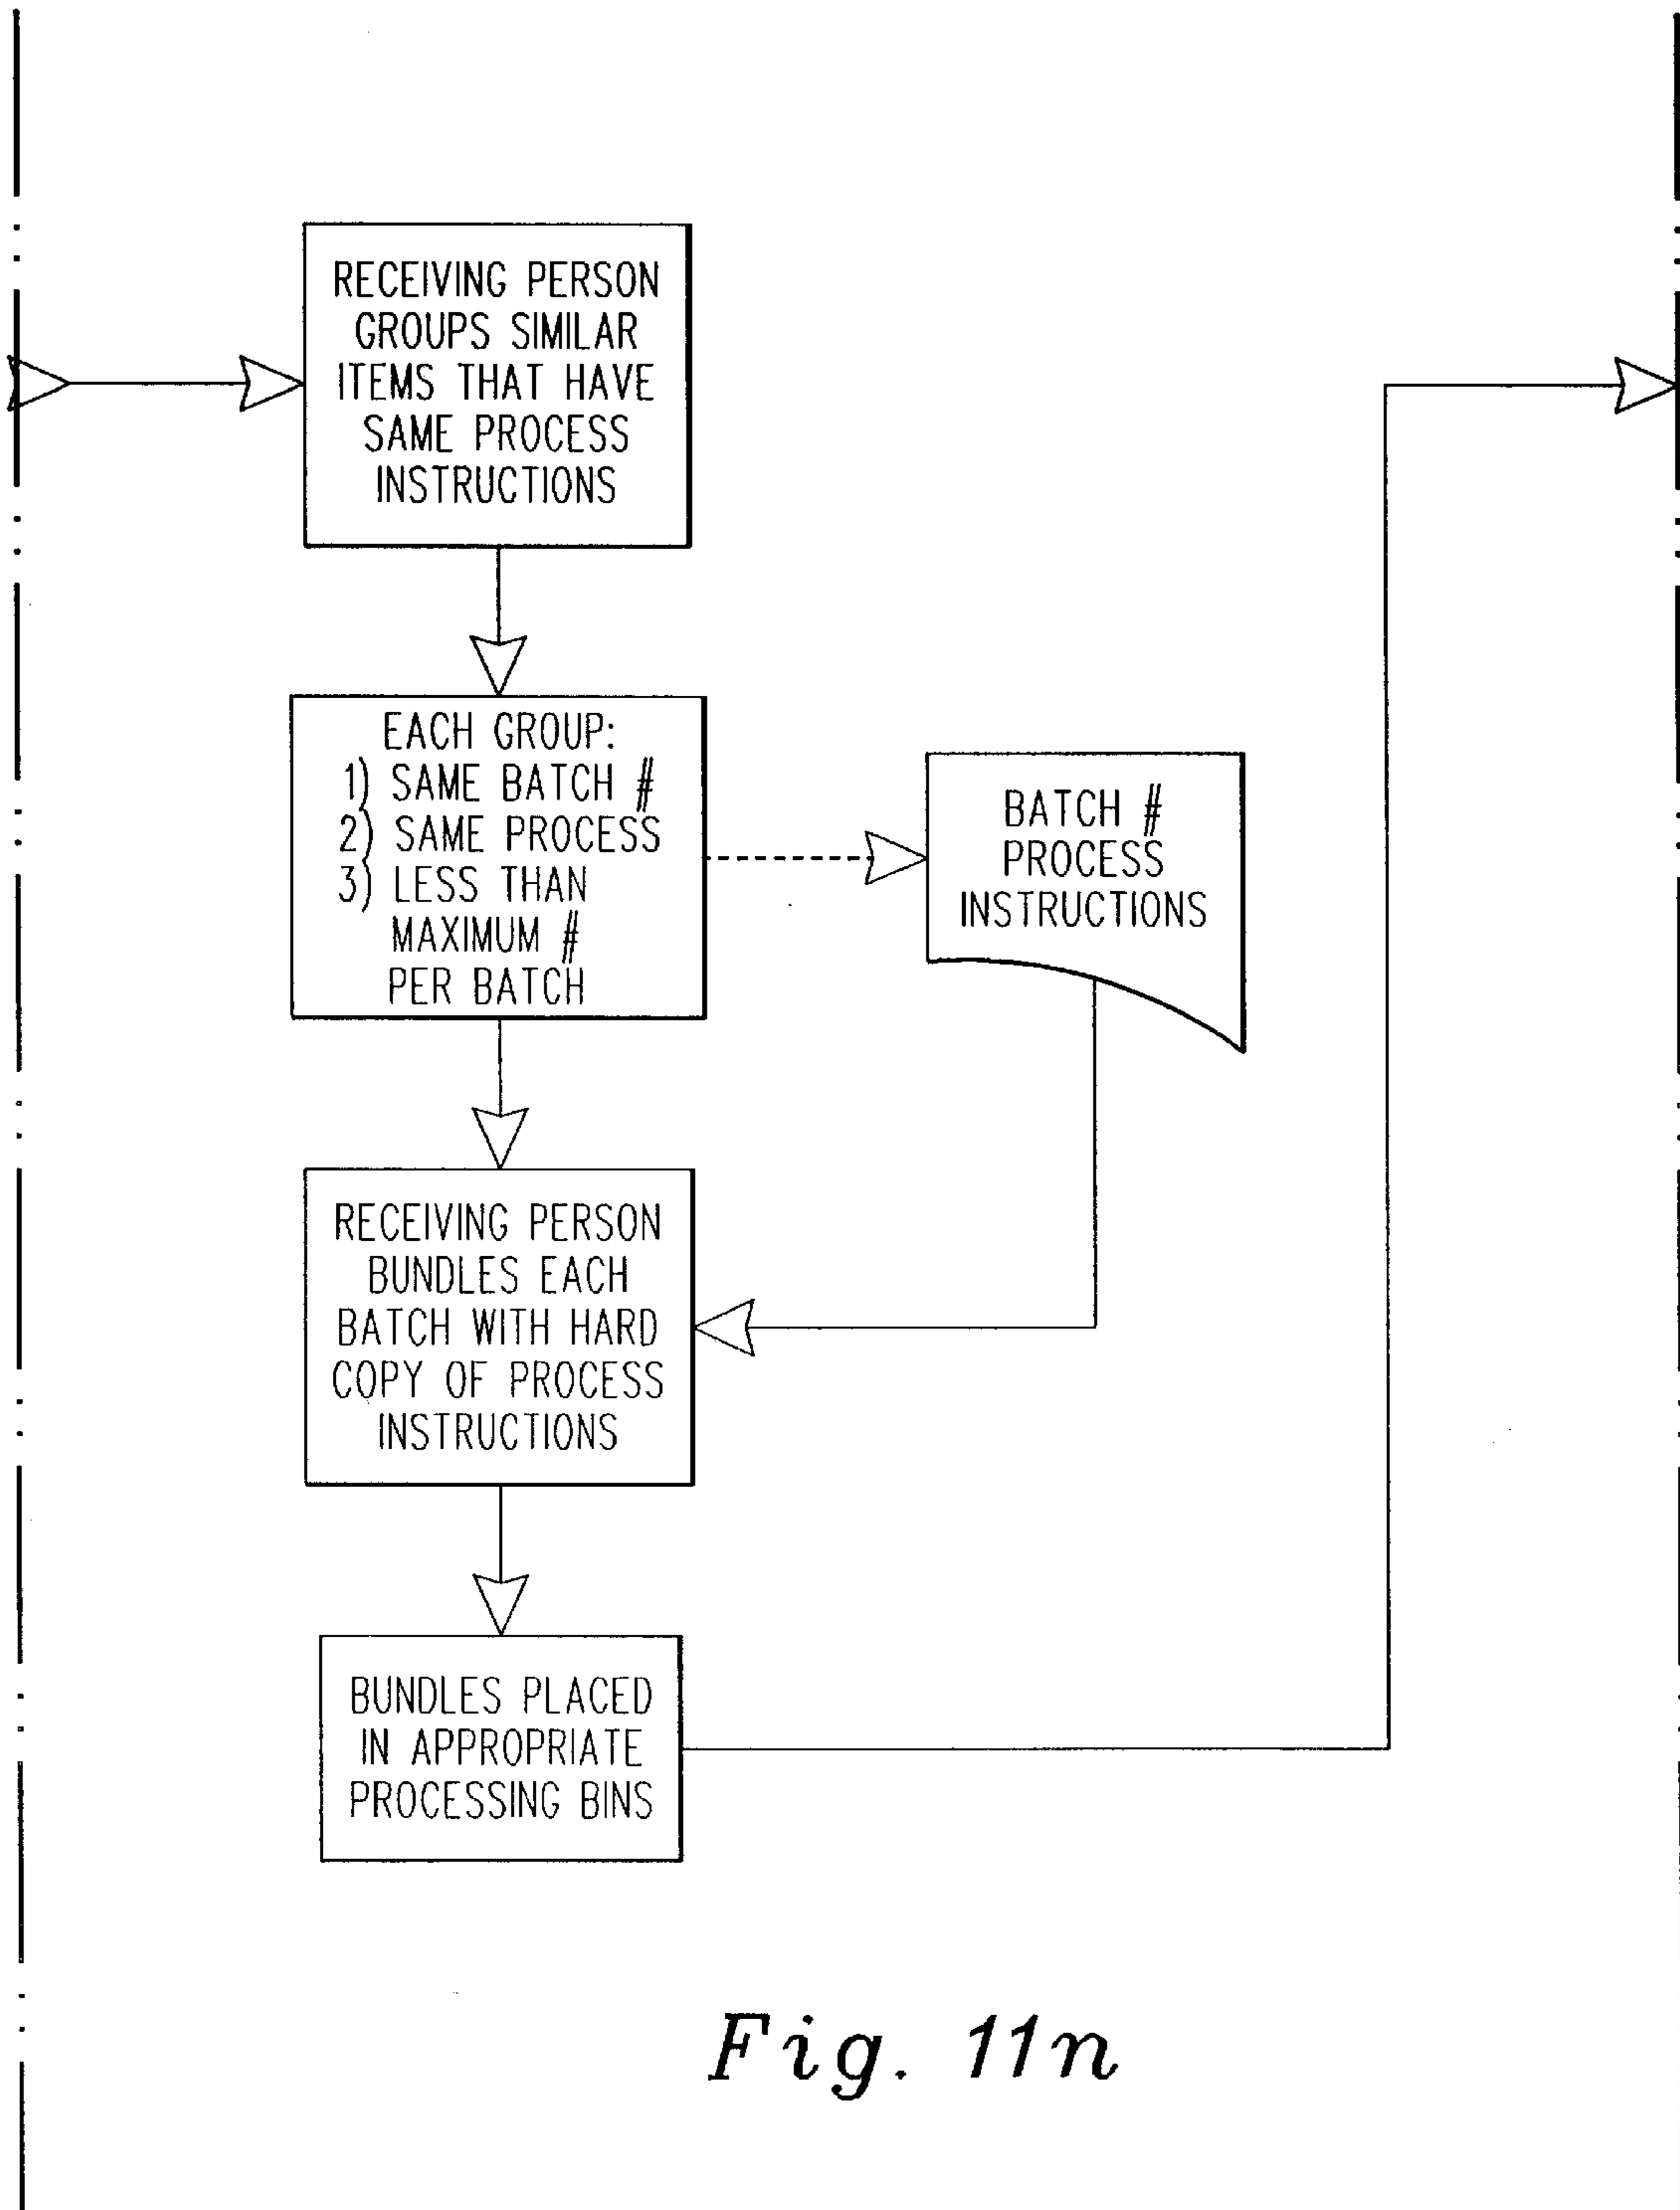 RECEIVING PERSON
GROUPS SIMILAR
ITEMS THAT HAVE
SAME PROCESS
INSTRUCTIONS
EACH GROUP:
1) SAME BATCH #
2) SAME PROCESS
3) LESS THAN
MAXIMUM #
PER BATCH
BATCH #
PROCESS
INSTRUCTIONS
RECEIVING PERSON
BUNDLES EACH
BATCH WITH HARD
COPY OF PROCESS
INSTRUCTIONS
BUNDLES PLACED
IN APPROPRIATE
PROCESSING BINS
Fig. 11n